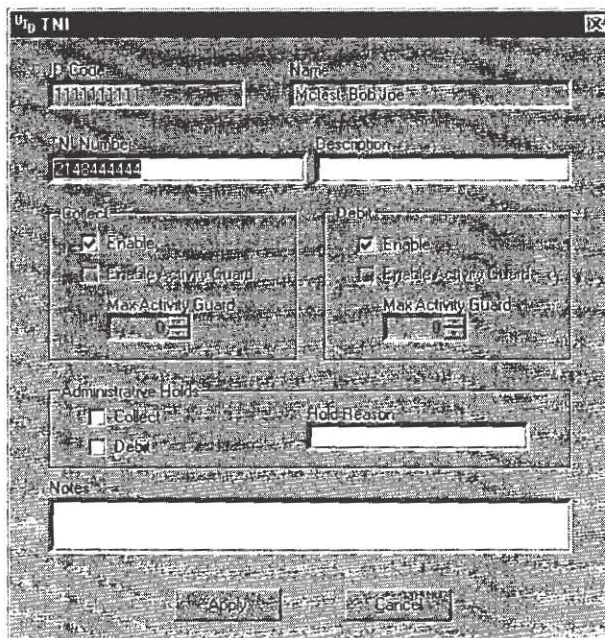 UID TNI
ID Code Name
1111111111 Mctest Bob Joe
TNI Number Description
2148444444
Collect Debit
Enable Enable
Enable Activity Guard Enable Activity Guard
Max Activity Guard Max Activity Guard
0 0
Administrative Holds
Collect Hold Reason
Debit
Notes
Apply Cancel